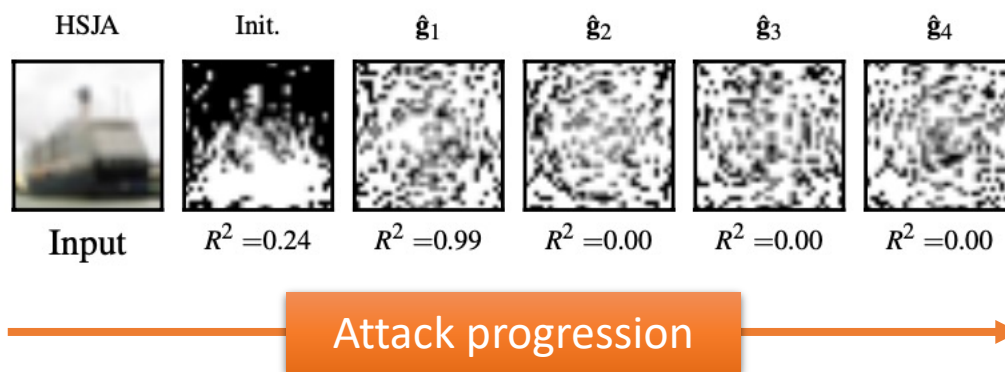 HSJA Init. ĝ₁ ĝ₂ ĝ₃ ĝ₄
Input R² =0.24 R² =0.99 R² =0.00 R² =0.00 R² =0.00
Attack progression